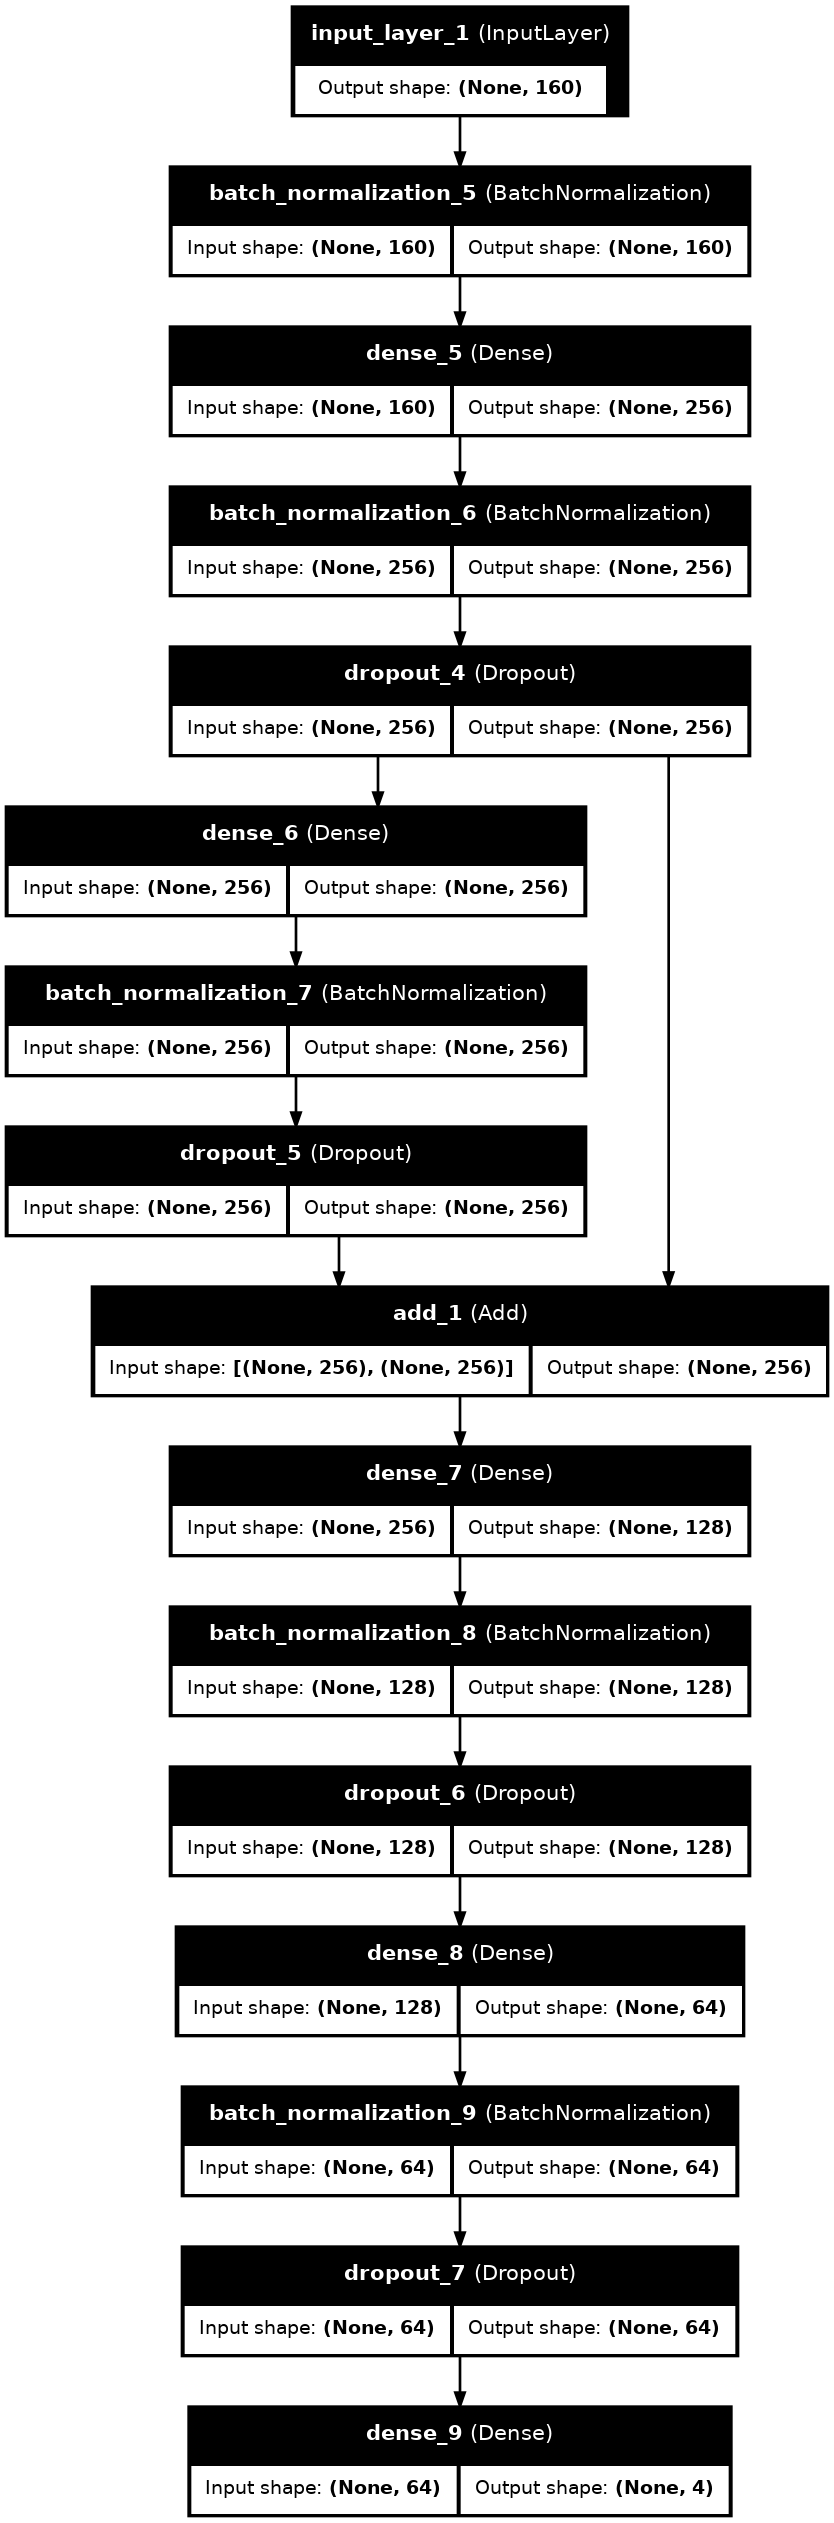 input_layer_1 (InputLayer)
Output shape: (None, 160)
batch_normalization_5 (BatchNormalization)
Input shape: (None, 160) Output shape: (None, 160)
dense_5 (Dense)
Input shape: (None, 160) Output shape: (None, 256)
batch_normalization_6 (BatchNormalization)
Input shape: (None, 256) Output shape: (None, 256)
dropout_4 (Dropout)
Input shape: (None, 256) Output shape: (None, 256)
dense_6 (Dense)
Input shape: (None, 256) Output shape: (None, 256)
batch_normalization_7 (BatchNormalization)
Input shape: (None, 256) Output shape: (None, 256)
dropout_5 (Dropout)
Input shape: (None, 256) Output shape: (None, 256)
add_1 (Add)
Input shape: [(None, 256), (None, 256)] Output shape: (None, 256)
dense_7 (Dense)
Input shape: (None, 256) Output shape: (None, 128)
batch_normalization_8 (BatchNormalization)
Input shape: (None, 128) Output shape: (None, 128)
dropout_6 (Dropout)
Input shape: (None, 128) Output shape: (None, 128)
dense_8 (Dense)
Input shape: (None, 128) Output shape: (None, 64)
batch_normalization_9 (BatchNormalization)
Input shape: (None, 64) Output shape: (None, 64)
dropout_7 (Dropout)
Input shape: (None, 64) Output shape: (None, 64)
dense_9 (Dense)
Input shape: (None, 64) Output shape: (None, 4)